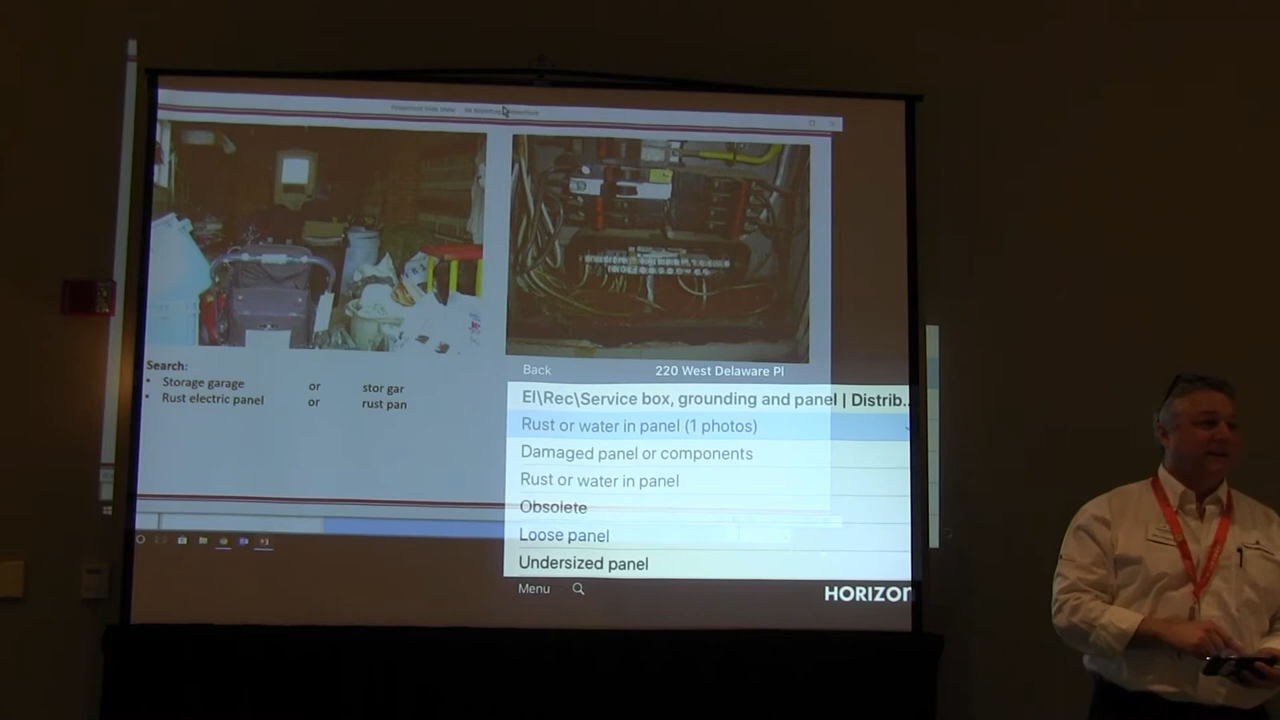 Search:
• Storage garage or stor gar
• Rust electric panel or rust pan
Back 220 West Delaware Pl
El\Rec\Service box, grounding and panel | Distrib..
Rust or water in panel (1 photos)
Damaged panel or components
Rust or water in panel
Obsolete
Loose panel
Undersized panel
Menu
HORIZON